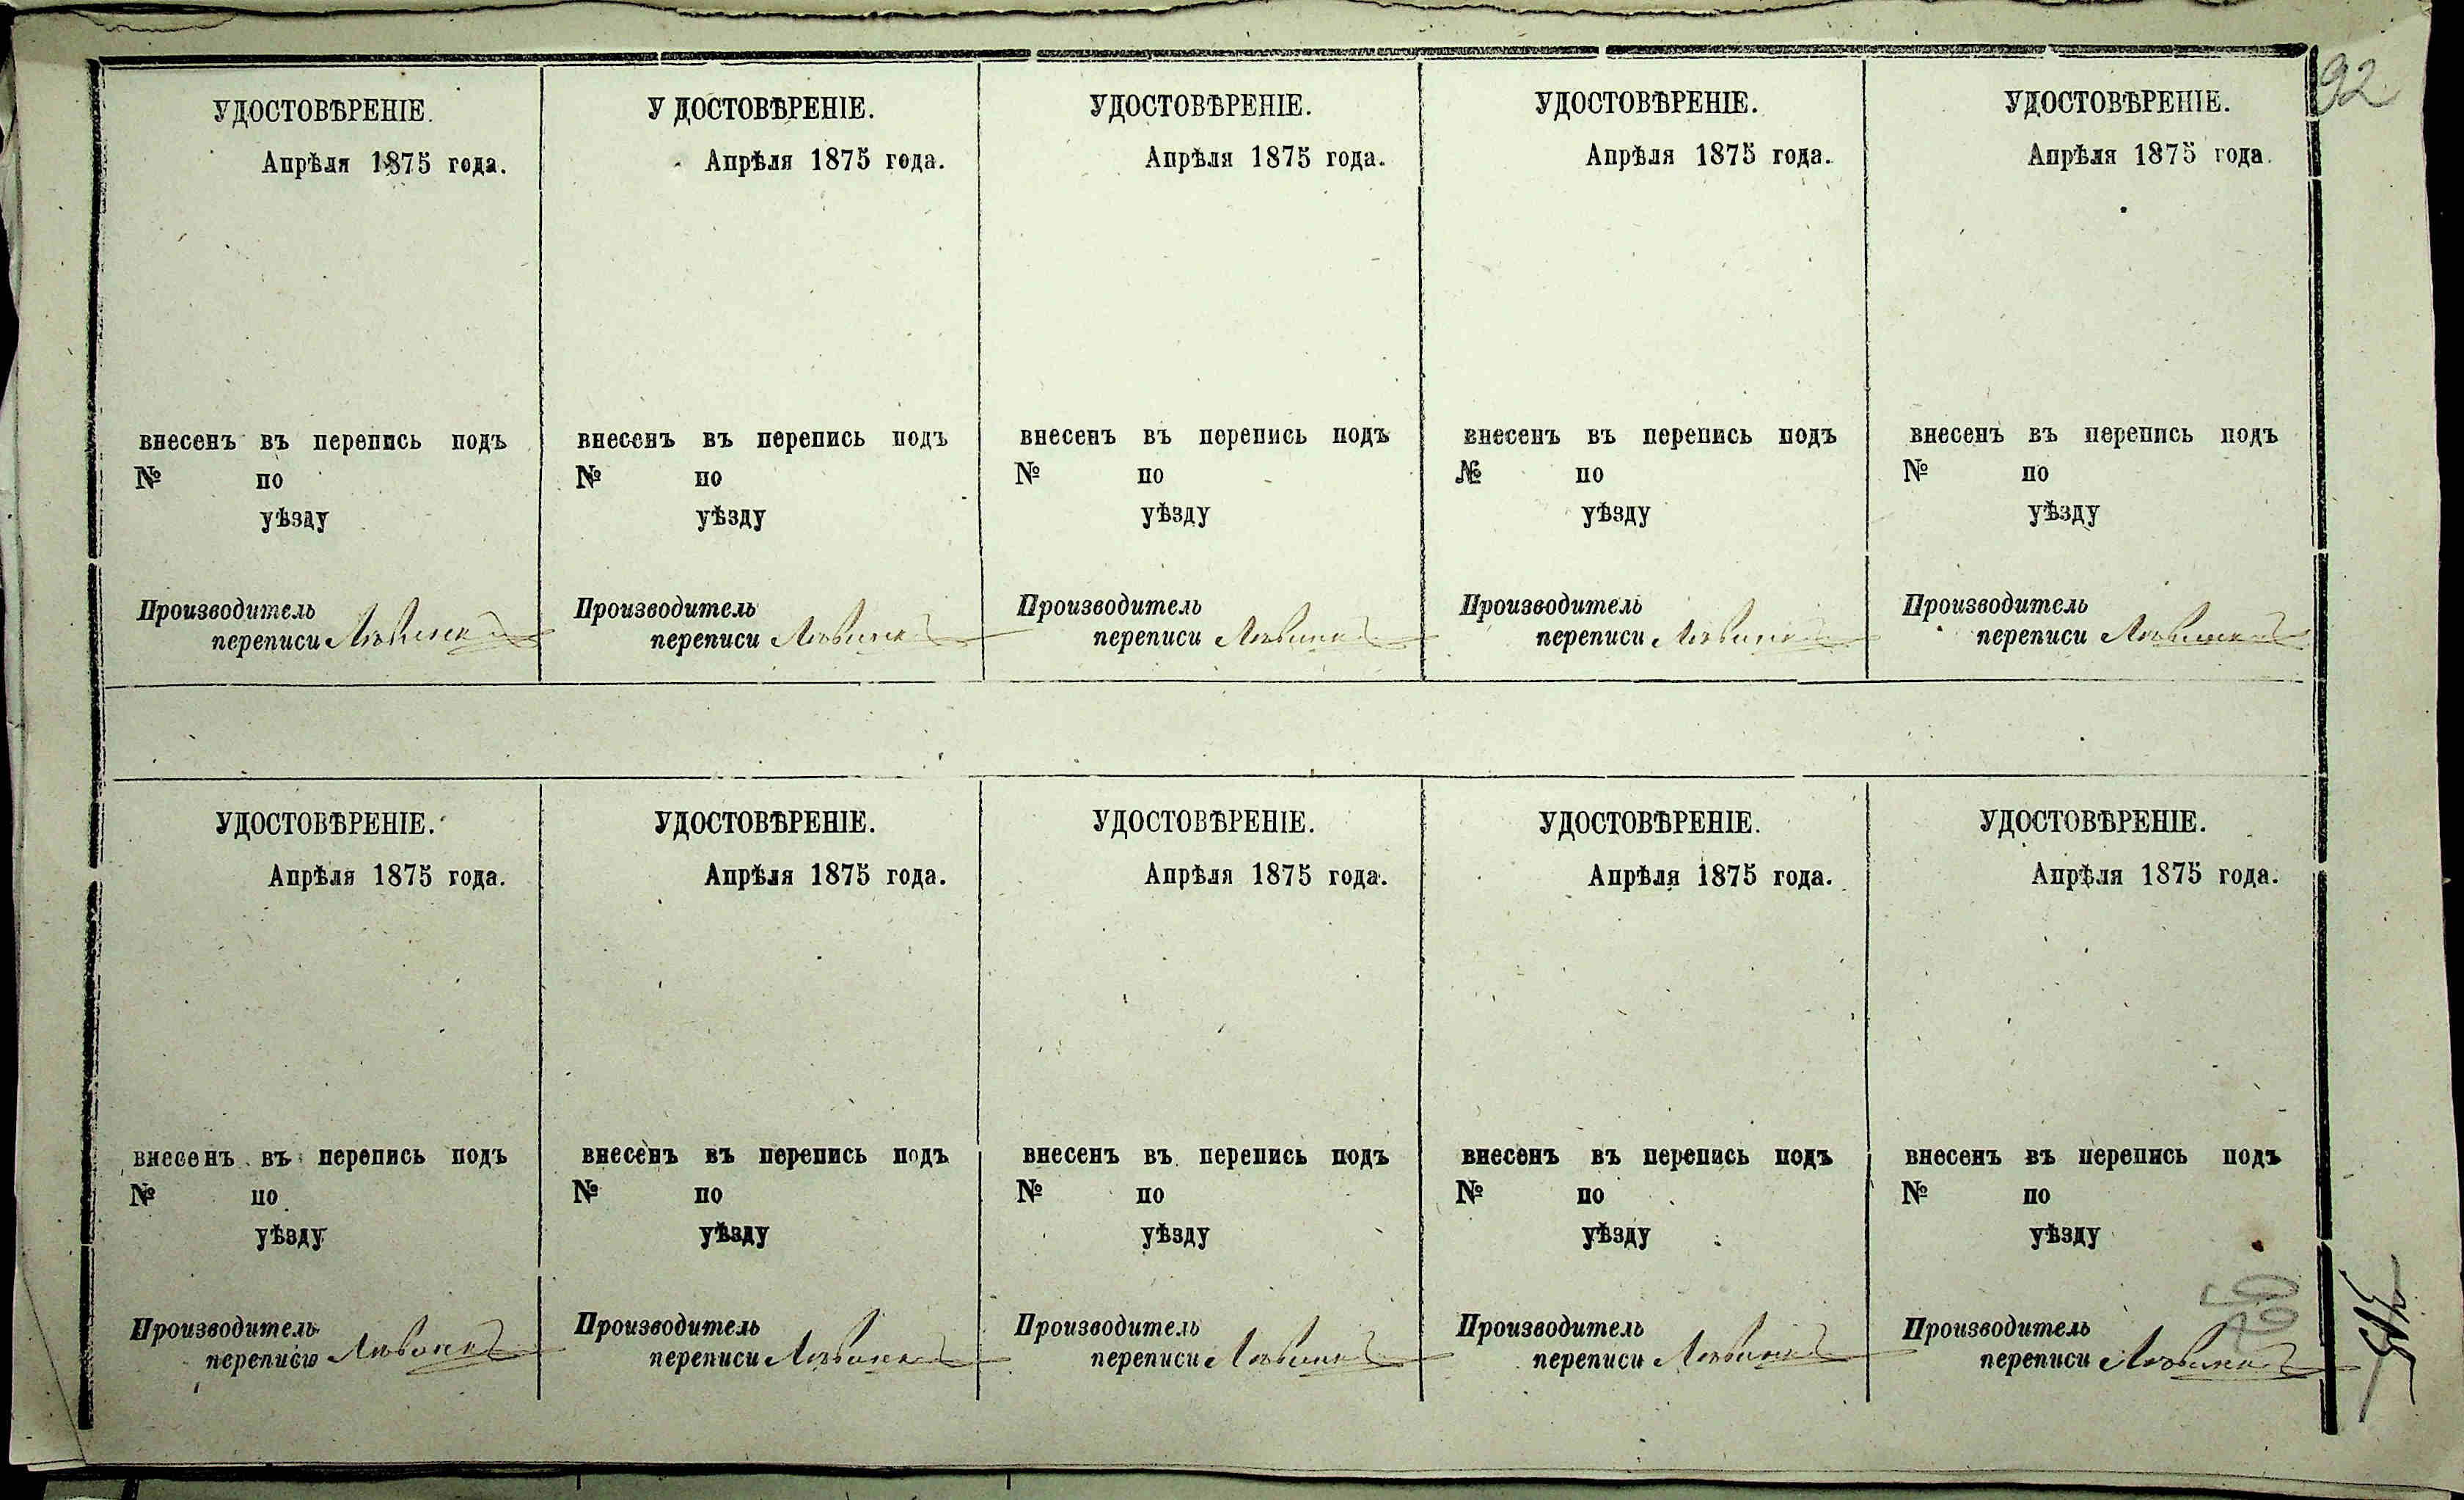 92
УДОСТОВѢРЕНІЕ.
Апрѣля 1875 года.
внесенъ въ перепись подъ
№ по
уѣзду
Производитель
переписи
УДОСТОВѢРЕНІЕ.
Апрѣля 1875 года.
внесенъ въ перепись подъ
№ по
уѣзду
Производитель
переписи
УДОСТОВѢРЕНІЕ.
Апрѣля 1875 года.
внесенъ въ перепись подъ
№ по
уѣзду
Производитель
переписи
УДОСТОВѢРЕНІЕ.
Апрѣля 1875 года.
внесенъ въ перепись подъ
№ по
уѣзду
Производитель
переписи
УДОСТОВѢРЕНІЕ.
Апрѣля 1875 года.
внесенъ въ перепись подъ
№ по
уѣзду
Производитель
переписи
УДОСТОВѢРЕНІЕ.
Апрѣля 1875 года.
внесенъ въ перепись подъ
№ по
уѣзду
Производитель
переписію
УДОСТОВѢРЕНІЕ.
Апрѣля 1875 года.
внесенъ въ перепись подъ
№ по
уѣзду
Производитель
переписи
УДОСТОВѢРЕНІЕ.
Апрѣля 1875 года.
внесенъ въ перепись подъ
№ по
уѣзду
Производитель
переписи
УДОСТОВѢРЕНІЕ.
Апрѣля 1875 года.
внесенъ въ перепись подъ
№ по
уѣзду
Производитель
переписи
УДОСТОВѢРЕНІЕ.
Апрѣля 1875 года.
внесенъ въ перепись подъ
№ по
уѣзду
Производитель
переписи